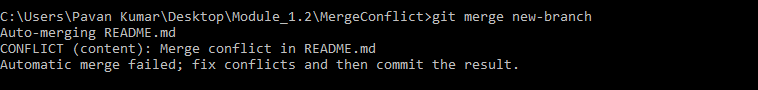 C:\Users\Pavan Kumar\Desktop\Module_1.2\MergeConflict>git merge new-branch
Auto-merging README.md
CONFLICT (content): Merge conflict in README.md
Automatic merge failed; fix conflicts and then commit the result.